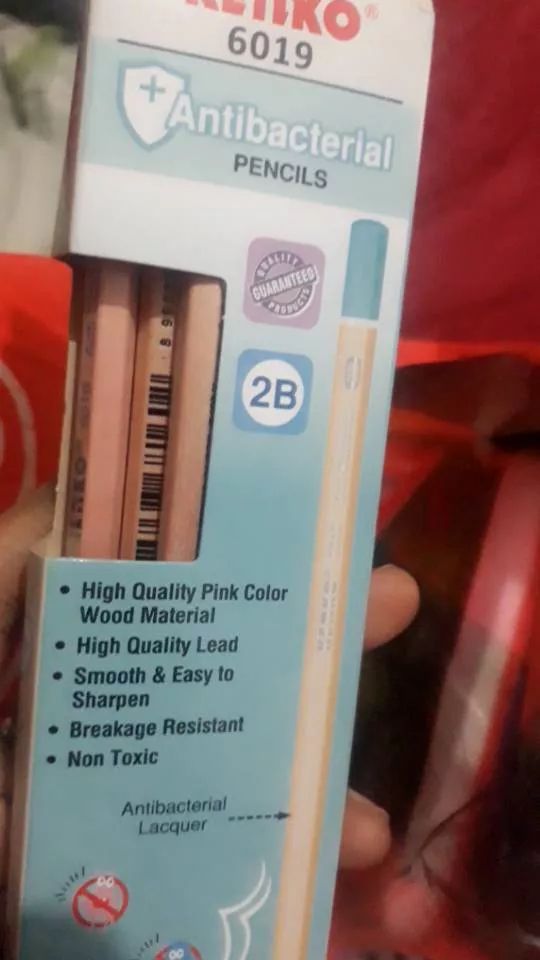 KENKO®
6019
Antibacterial
PENCILS
QUALITY
GUARANTEED
PRODUCTS
2B
• High Quality Pink Color
Wood Material
• High Quality Lead
• Smooth & Easy to
Sharpen
• Breakage Resistant
• Non Toxic
Antibacterial
Lacquer